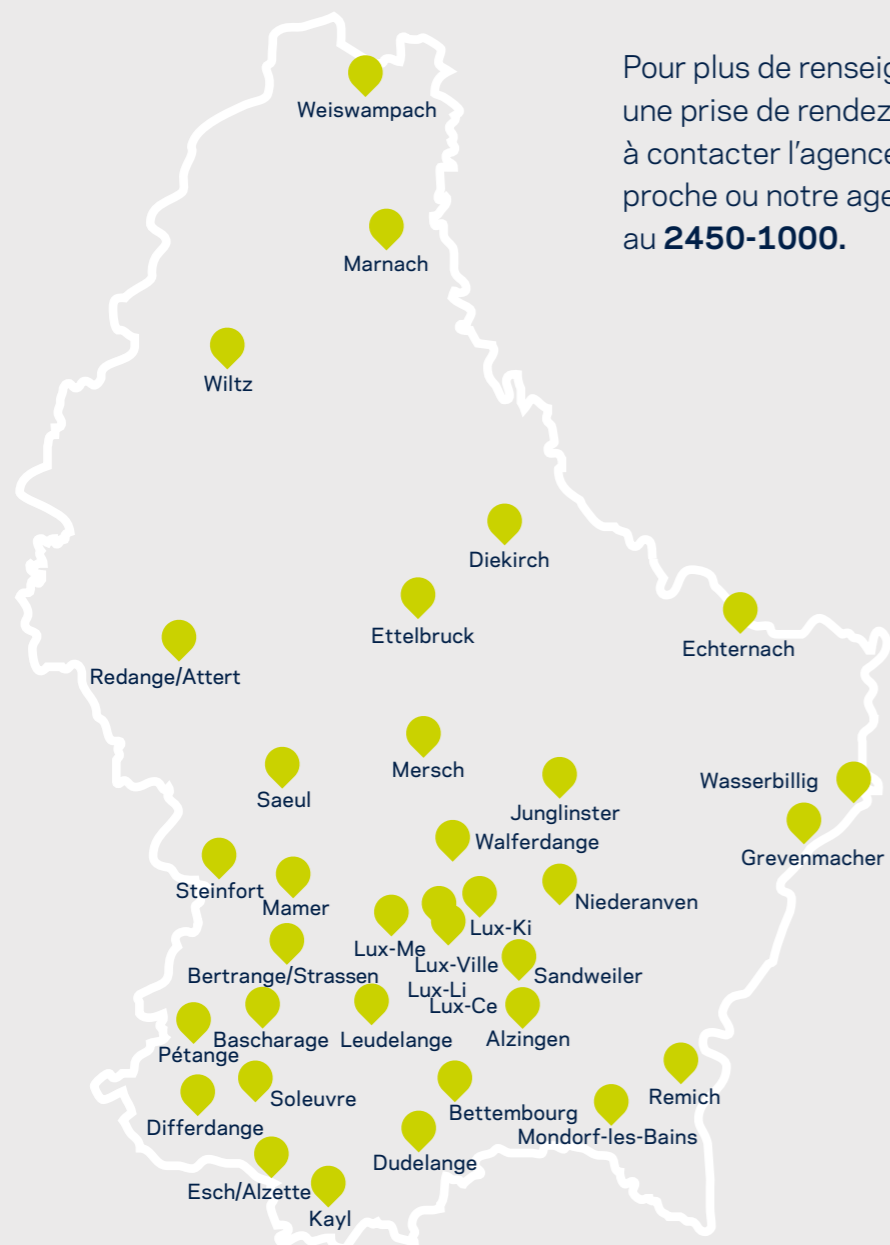 Pour plus de renseig
une prise de rendez
à contacter l'agence
proche ou notre age
au 2450-1000.
Weiswampach
Marnach
Wiltz
Diekirch
Ettelbruck
Echternach
Redange/Attert
Mersch
Wasserbillig
Saeul
Junglinster
Walferdange
Grevenmacher
Steinfort
Mamer
Niederanven
Lux-Ki
Lux-Me
Lux-Ville
Bertrange/Strassen
Sandweiler
Lux-Li
Lux-Ce
Bascharage
Leudelange
Alzingen
Pétange
Remich
Soleuvre
Bettembourg
Differdange
Mondorf-les-Bains
Dudelange
Esch/Alzette
Kayl